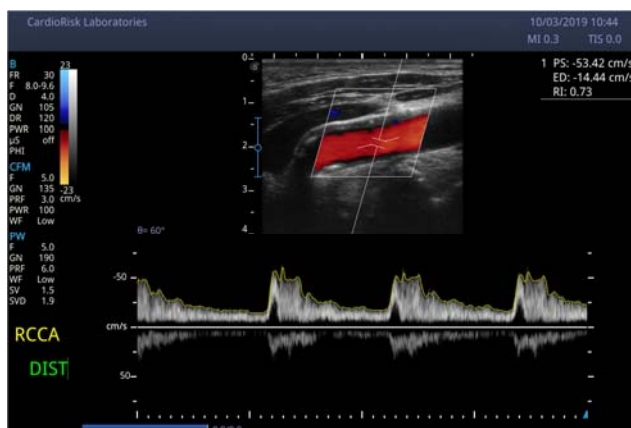 CardioRisk Laboratories
10/03/2019 10:44
MI 0.3 TIS 0.0
B
FR 30
F 8.0-9.6
D 4.0
GN 105
DR 120
PWR 100
µS off
PHI
CFM
F 5.0
GN 135
PRF 3.0
PWR 100
WF Low
PW
F 5.0
GN 190
PRF 6.0
WF Low
SV 1.5
SVD 1.9
23
-23
cm/s
0
1
2
3
4
1 PS: -53.42 cm/s
ED: -14.44 cm/s
RI: 0.73
θ= 60°
-50
cm/s
50
RCCA
DIST